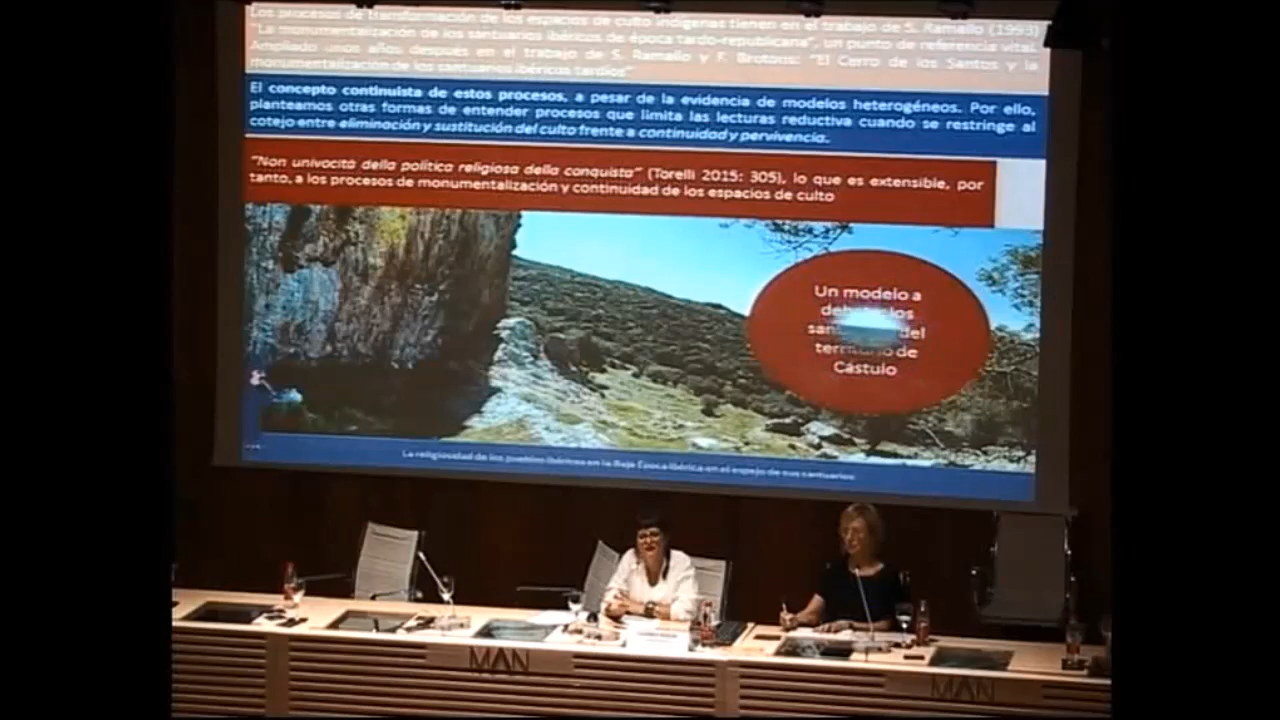 Los procesos de transformación de los espacios de culto indígenas tienen en el trabajo de S. Ramallo (1993)
"La monumentalización de los santuarios ibéricos de época tardo-republicana", un punto de referencia vital.
Ampliado unos años después en el trabajo de S. Ramallo y F. Brotons: "El Cerro de los Santos y la
monumentalización de los santuarios ibéricos tardíos"
El concepto continuista de estos procesos, a pesar de la evidencia de modelos heterogéneos. Por ello,
planteamos otras formas de entender procesos que limita las lecturas reductiva cuando se restringe al
cotejo entre eliminación y sustitución del culto frente a continuidad y pervivencia.
"Non univocità della politica religiosa della conquista" (Torelli 2015: 305), lo que es extensible, por
tanto, a los procesos de monumentalización y continuidad de los espacios de culto
Un modelo a
los
del
de
Cástulo
La religiosidad de los pueblos ibéricos en la Baja Época Ibérica en el espejo de sus santuarios
MAN
MAN